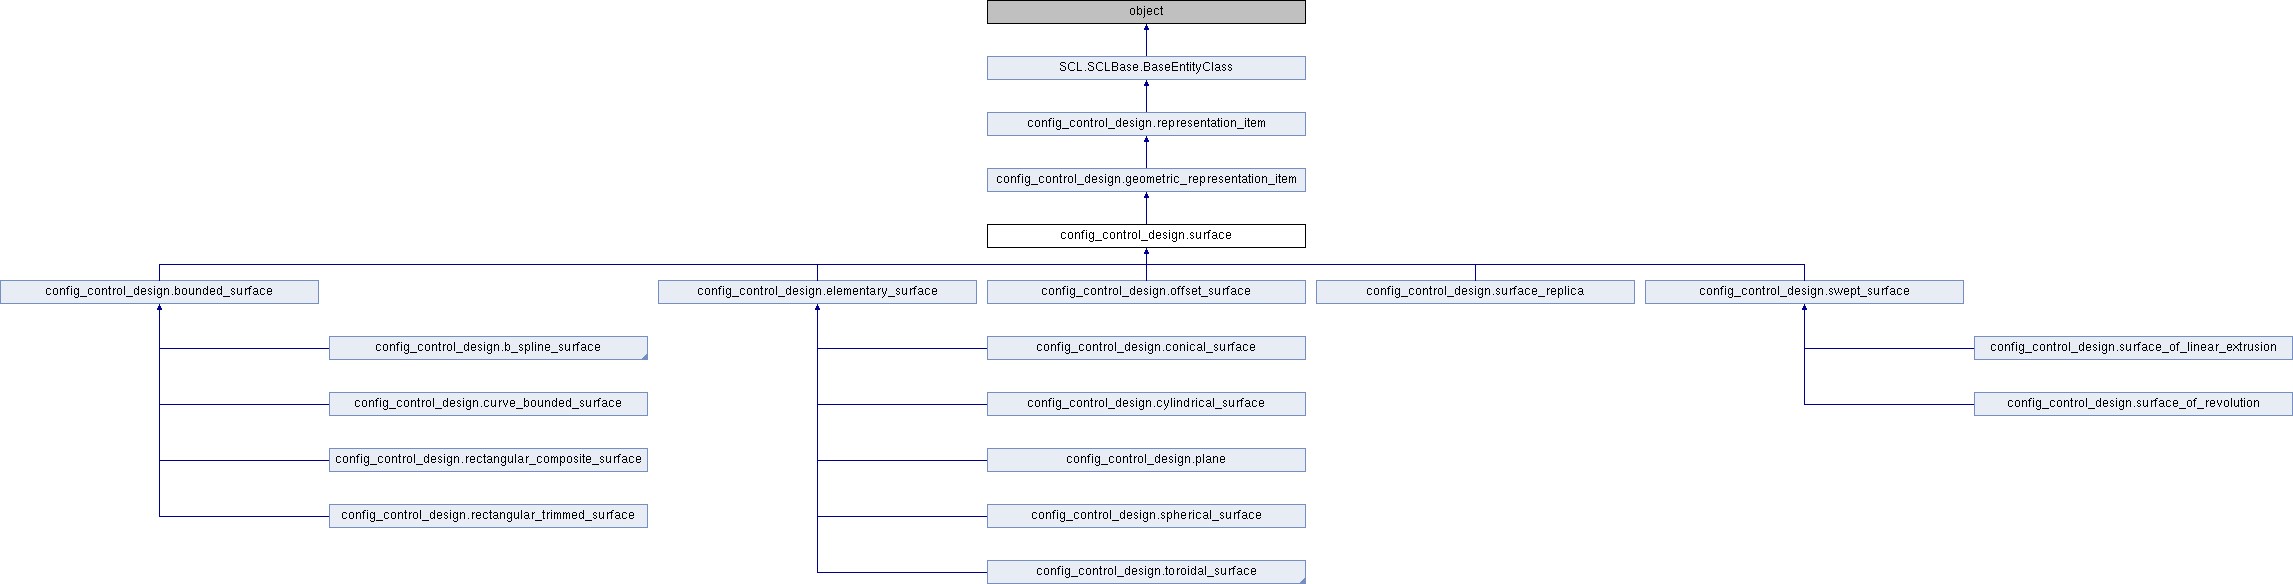 object
SCL.SCLBase.BaseEntityClass
config_control_design.representation_item
config_control_design.geometric_representation_item
config_control_design.surface
config_control_design.bounded_surface
config_control_design.elementary_surface
config_control_design.offset_surface
config_control_design.surface_replica
config_control_design.swept_surface
config_control_design.b_spline_surface
config_control_design.conical_surface
config_control_design.surface_of_linear_extrusion
config_control_design.curve_bounded_surface
config_control_design.cylindrical_surface
config_control_design.surface_of_revolution
config_control_design.rectangular_composite_surface
config_control_design.plane
config_control_design.rectangular_trimmed_surface
config_control_design.spherical_surface
config_control_design.toroidal_surface